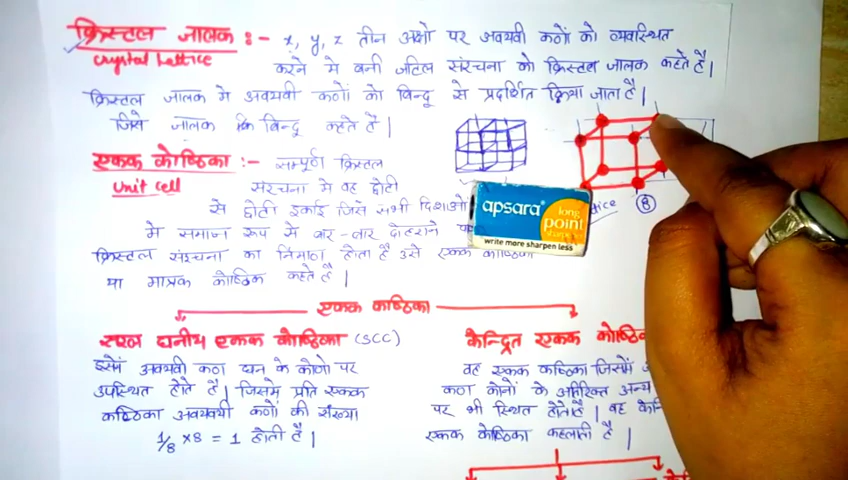 क्रिस्टल जालक :- x, y, z तीन अक्षो पर अवयवी कणों को व्यवस्थित
Crystal Lattice
करने मे बनी जटिल संरचना को क्रिस्टल जालक कहते है।
क्रिस्टल जालक मे अवयवी कणो को बिन्दू से प्रदर्शित किया जाता है।
जिसे जालक के बिन्दू कहते है।
एकक कोष्ठिका :- सम्पूर्ण क्रिस्टल
Unit cell
संरचना मे वह छोटी
से छोटी इकाई जिसे सभी दिशाओ
मे समान रूप मे बार-बार दोहराने
क्रिस्टल संरचना का निर्माण होता है उसे एकक कोष्ठिका
या मात्रक कोष्ठिक कहते है।
apsara
long
point
write more sharpen less
8
एकक कोष्ठिका
सरल घनीय एकक कोष्ठिका (SCC)
इसमें अवयवी कण घन के कोणो पर
उपस्थित होते है। जिसमे प्रति एकक
कोष्ठिका अवयवी कणों की संख्या
1/8 x8 = 1 होती है।
केन्द्रित एकक
वह एकक कोष्ठिका जिसमें
कण कोनों के अतिरिक्त अन्य
पर भी स्थित होते है। वह
एकक कोष्ठिका कहलाती है।